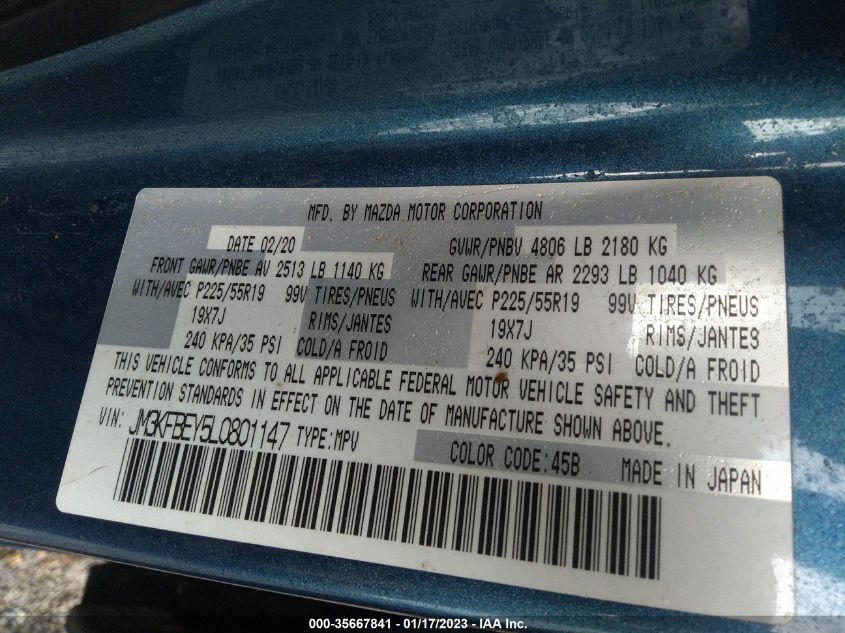 MFD. BY MAZDA MOTOR CORPORATION
DATE 02/20 GVWR/PNBV 4806 LB 2180 KG
FRONT GAWR/PNBE AV 2513 LB 1140 KG REAR GAWR/PNBE AR 2293 LB 1040 KG
WITH/AVEC P225/55R19 99V TIRES/PNEUS WITH/AVEC P225/55R19 99V TIRES/PNEUS
19X7J RIMS/JANTES 19X7J RIMS/JANTES
240 KPA/35 PSI COLD/A FROID 240 KPA/35 PSI COLD/A FROID
THIS VEHICLE CONFORMS TO ALL APPLICABLE FEDERAL MOTOR VEHICLE SAFETY AND THEFT
PREVENTION STANDARDS IN EFFECT ON THE DATE OF MANUFACTURE SHOWN ABOVE.
VIN: JM3KFBEY5L0801147 TYPE:MPV
COLOR CODE:45B MADE IN JAPAN
000-35667841 - 01/17/2023 - IAA Inc.